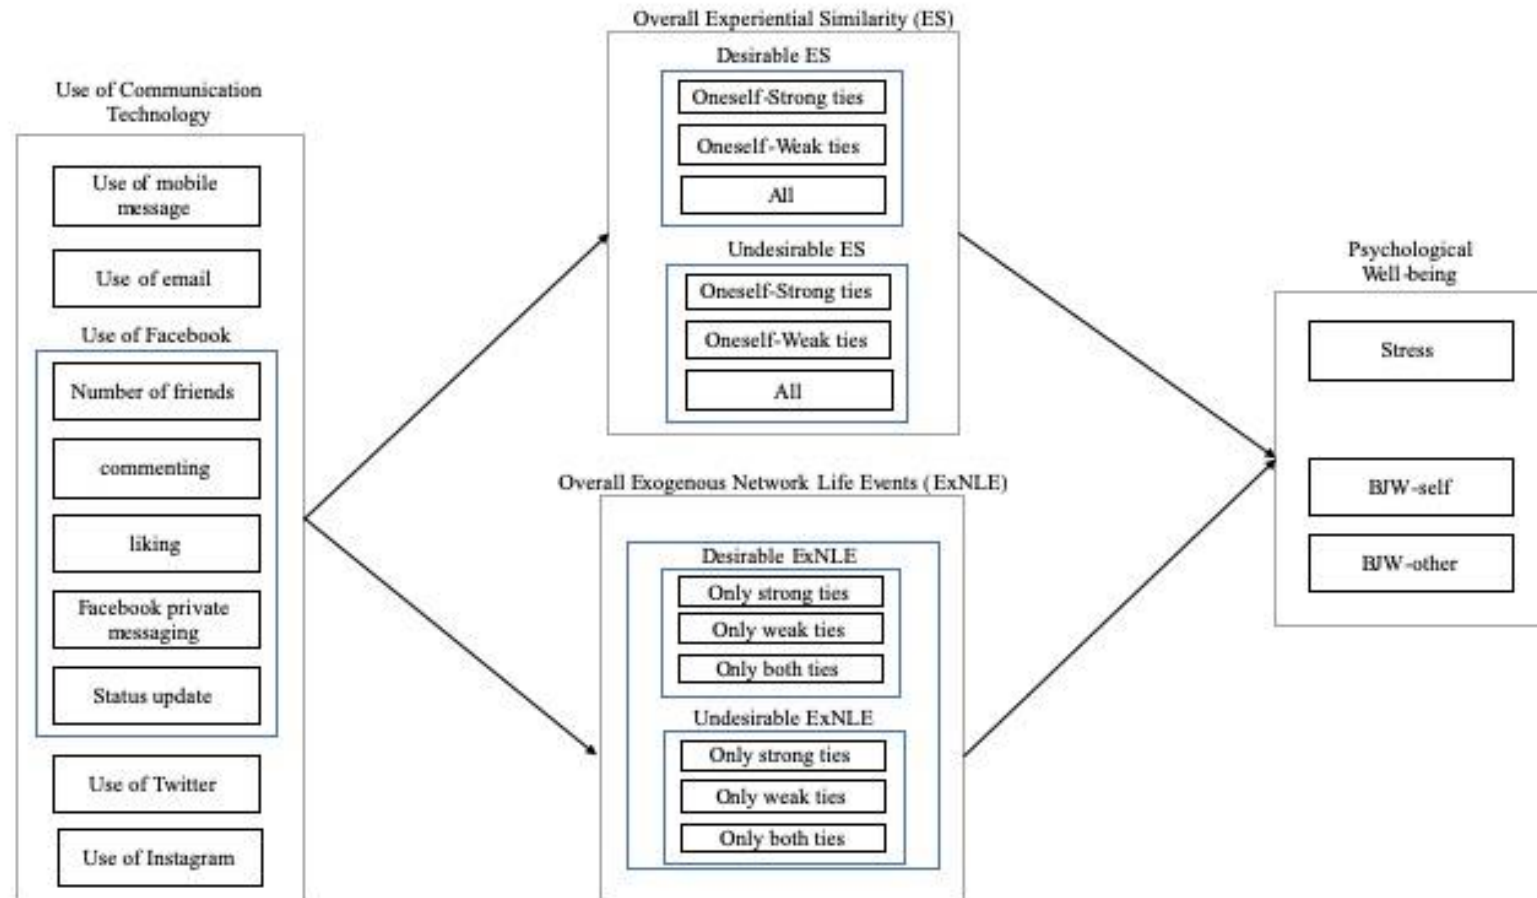 Use of Communication
Technology
Use of mobile
message
Use of email
Use of Facebook
Number of friends
commenting
liking
Facebook private
messaging
Status update
Use of Twitter
Use of Instagram
Overall Experiential Similarity (ES)
Desirable ES
Oneself-Strong ties
Oneself-Weak ties
All
Undesirable ES
Oneself-Strong ties
Oneself-Weak ties
All
Overall Exogenous Network Life Events (ExNLE)
Desirable ExNLE
Only strong ties
Only weak ties
Only both ties
Undesirable ExNLE
Only strong ties
Only weak ties
Only both ties
Psychological
Well-being
Stress
BJW-self
BJW-other